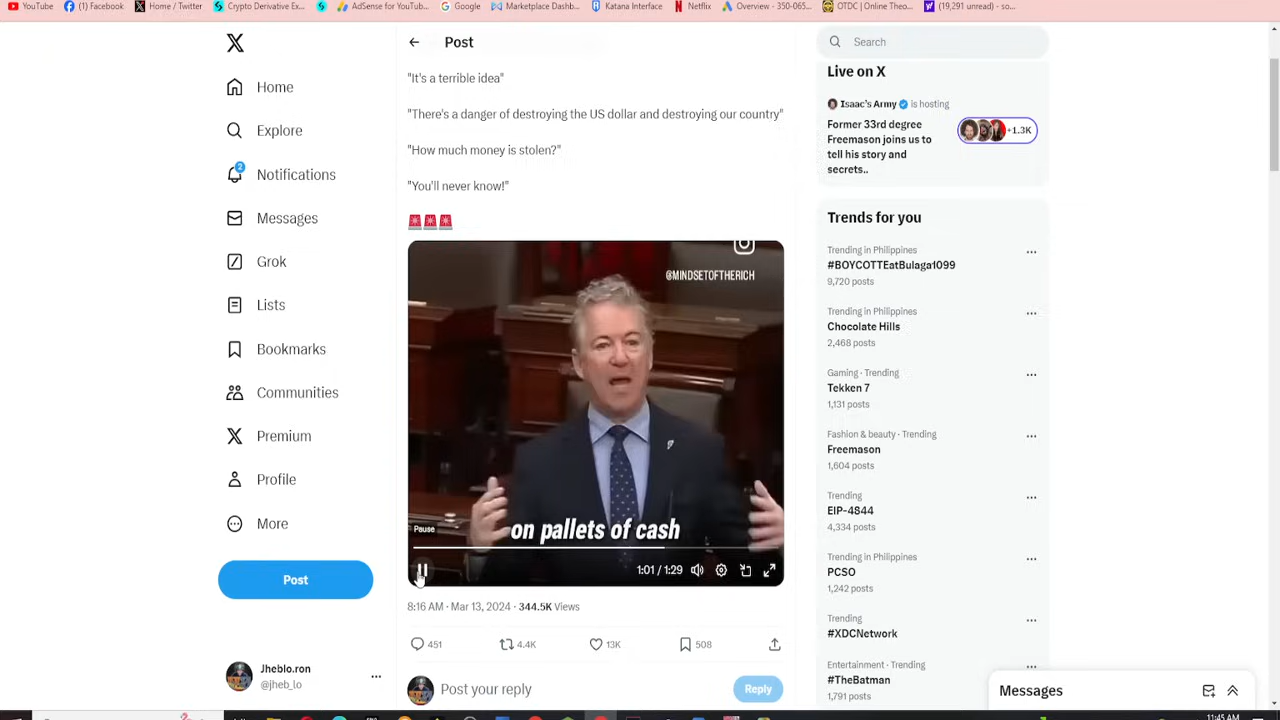 YouTube
(1) Facebook
Home / Twitter
Crypto Derivative Ex...
AdSense for YouTub...
Google
Marketplace Dashb...
Katana Interface
Netflix
Overview - 350-065...
OTDC | Online Theo...
(19,291 unread) - so...
Home
Explore
2
Notifications
Messages
Grok
Lists
Bookmarks
Communities
Premium
Profile
More
Post
Jheblo.ron
@jheb_lo
Post
"It's a terrible idea"
"There's a danger of destroying the US dollar and destroying our country"
"How much money is stolen?"
"You'll never know!"
@MINDSETOFTHERICH
on pallets of cash
Pause
1:01 / 1:29
8:16 AM · Mar 13, 2024 · 344.5K Views
451
4.4K
13K
508
Post your reply
Reply
Search
Live on X
Isaac's Army is hosting
Former 33rd degree
Freemason joins us to
tell his story and
secrets..
+1.3K
Trends for you
Trending in Philippines
#BOYCOTTEatBulaga1099
9,720 posts
Trending in Philippines
Chocolate Hills
2,468 posts
Gaming · Trending
Tekken 7
1,131 posts
Fashion & beauty · Trending
Freemason
1,604 posts
Trending
EIP-4844
4,334 posts
Trending in Philippines
PCSO
1,242 posts
Trending
#XDCNetwork
Entertainment · Trending
#TheBatman
1,791 posts
Messages
11:45 AM